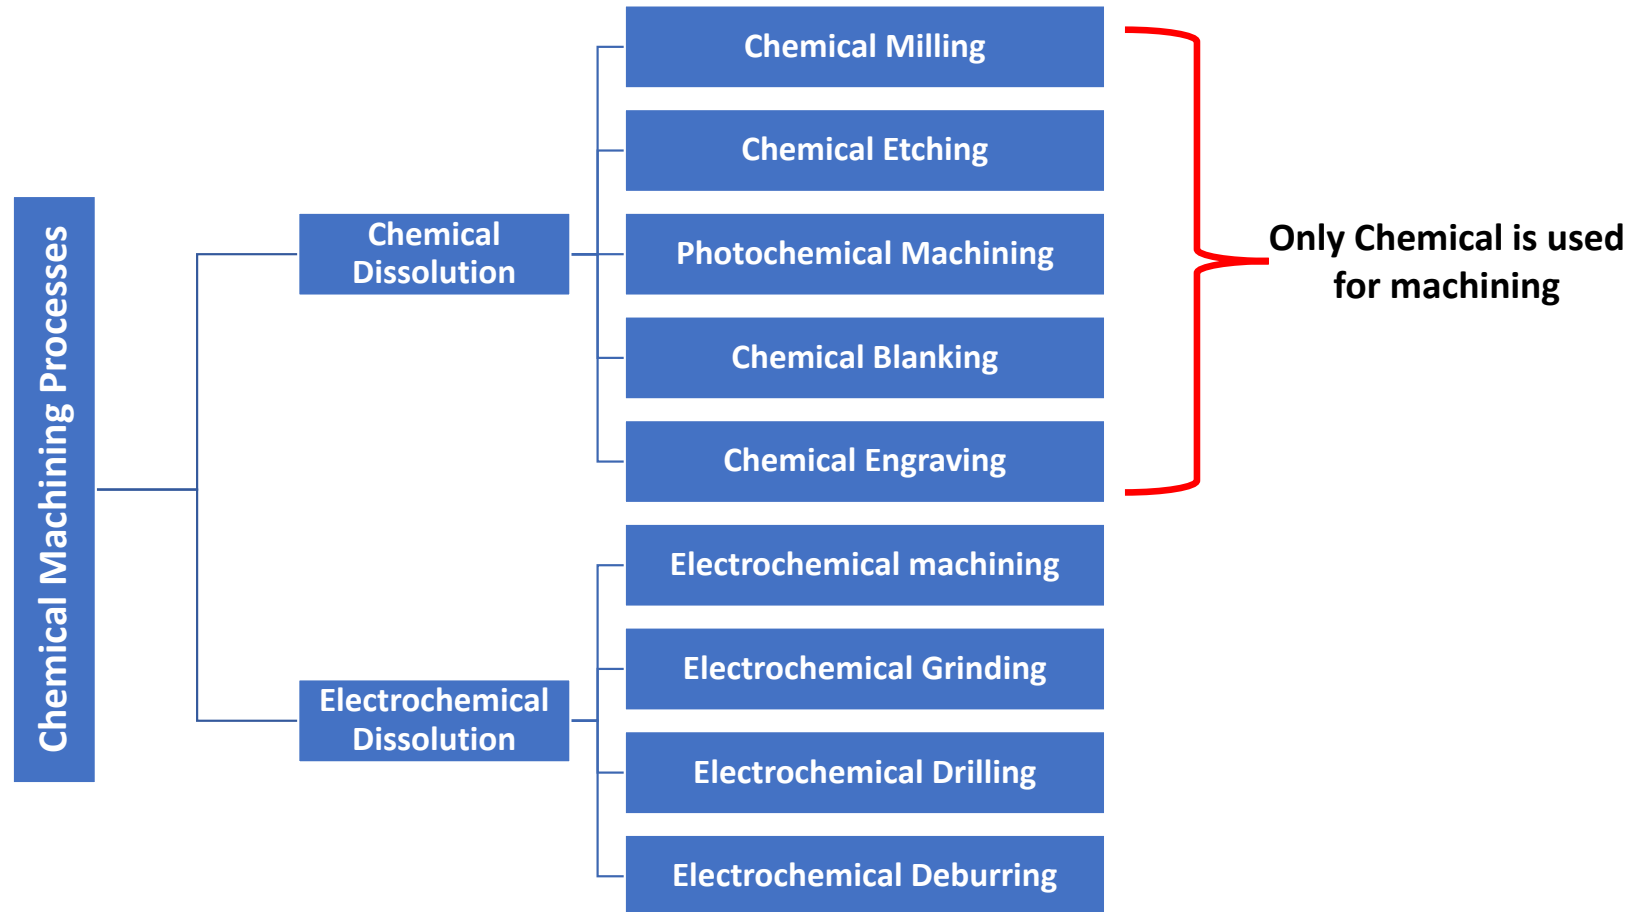 Chemical Machining Processes
Chemical
Dissolution
Electrochemical
Dissolution
Chemical Milling
Chemical Etching
Photochemical Machining
Chemical Blanking
Chemical Engraving
Electrochemical machining
Electrochemical Grinding
Electrochemical Drilling
Electrochemical Deburring
Only Chemical is used
for machining